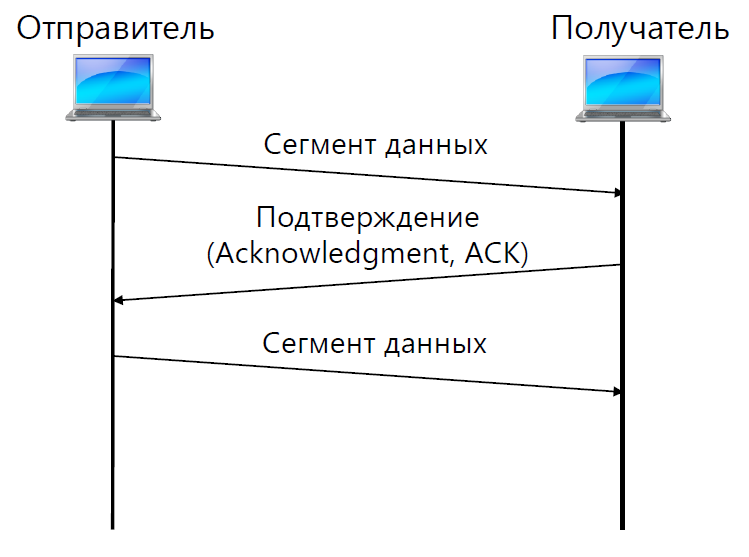 Отправитель
Получатель
Сегмент данных
Подтверждение
(Acknowledgment, ACK)
Сегмент данных